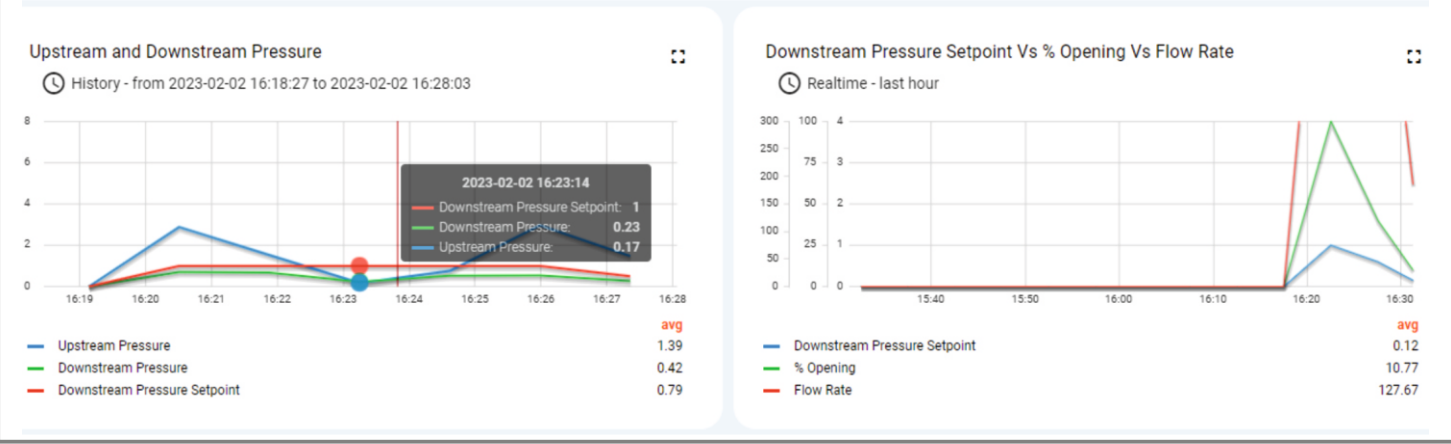 Upstream and Downstream Pressure
History - from 2023-02-02 16:18:27 to 2023-02-02 16:28:03
8
6
4
2
0
2023-02-02 16:23:14
Downstream Pressure Setpoint: 1
Downstream Pressure: 0.23
Upstream Pressure: 0.17
16:19 16:20 16:21 16:22 16:23 16:24 16:25 16:26 16:27 16:28
avg
Upstream Pressure 1.39
Downstream Pressure 0.42
Downstream Pressure Setpoint 0.79
Downstream Pressure Setpoint Vs % Opening Vs Flow Rate
Realtime - last hour
300 100 4
250
75 3
200
150 50 2
100
25 1
50
0 0 0
15:40 15:50 16:00 16:10 16:20 16:30
avg
Downstream Pressure Setpoint 0.12
% Opening 10.77
Flow Rate 127.67